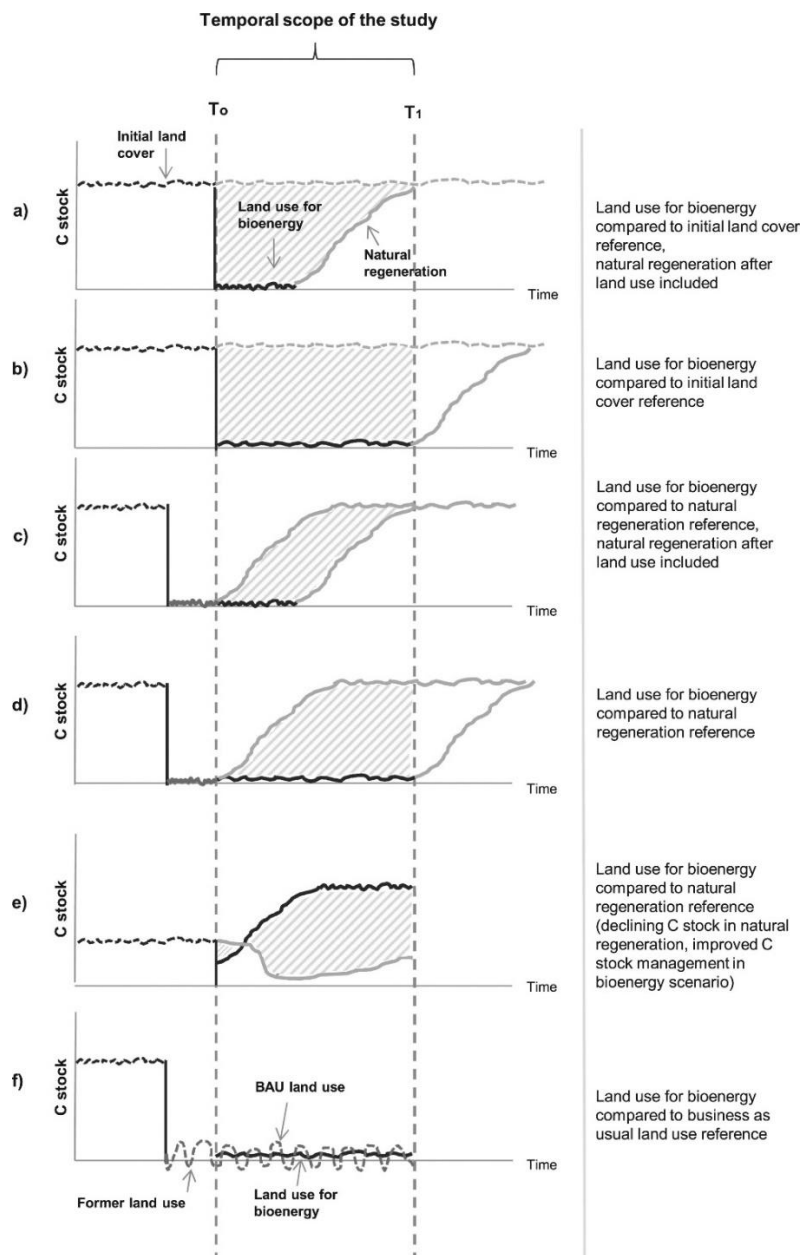 Temporal scope of the study
T₀
T₁
Initial land
cover
a)
C stock
Land use for
bioenergy
Natural
regeneration
Time
Land use for bioenergy
compared to initial land cover
reference,
natural regeneration after
land use included
b)
C stock
Time
Land use for bioenergy
compared to initial land
cover reference
c)
C stock
Time
Land use for bioenergy
compared to natural
regeneration reference,
natural regeneration after
land use included
d)
C stock
Time
Land use for bioenergy
compared to natural
regeneration reference
e)
C stock
Time
Land use for bioenergy
compared to natural
regeneration reference
(declining C stock in natural
regeneration, improved C
stock management in
bioenergy scenario)
f)
C stock
BAU land use
Time
Former land use
Land use for
bioenergy
Land use for bioenergy
compared to business as
usual land use reference